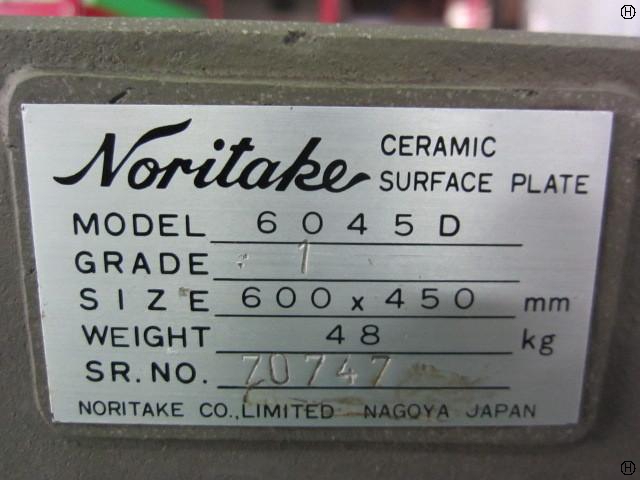 Noritake CERAMIC SURFACE PLATE
MODEL 6045D
GRADE 1
SIZE 600 x 450 mm
WEIGHT 48 kg
SR. NO. 70747
NORITAKE CO., LIMITED NAGOYA JAPAN
H
H